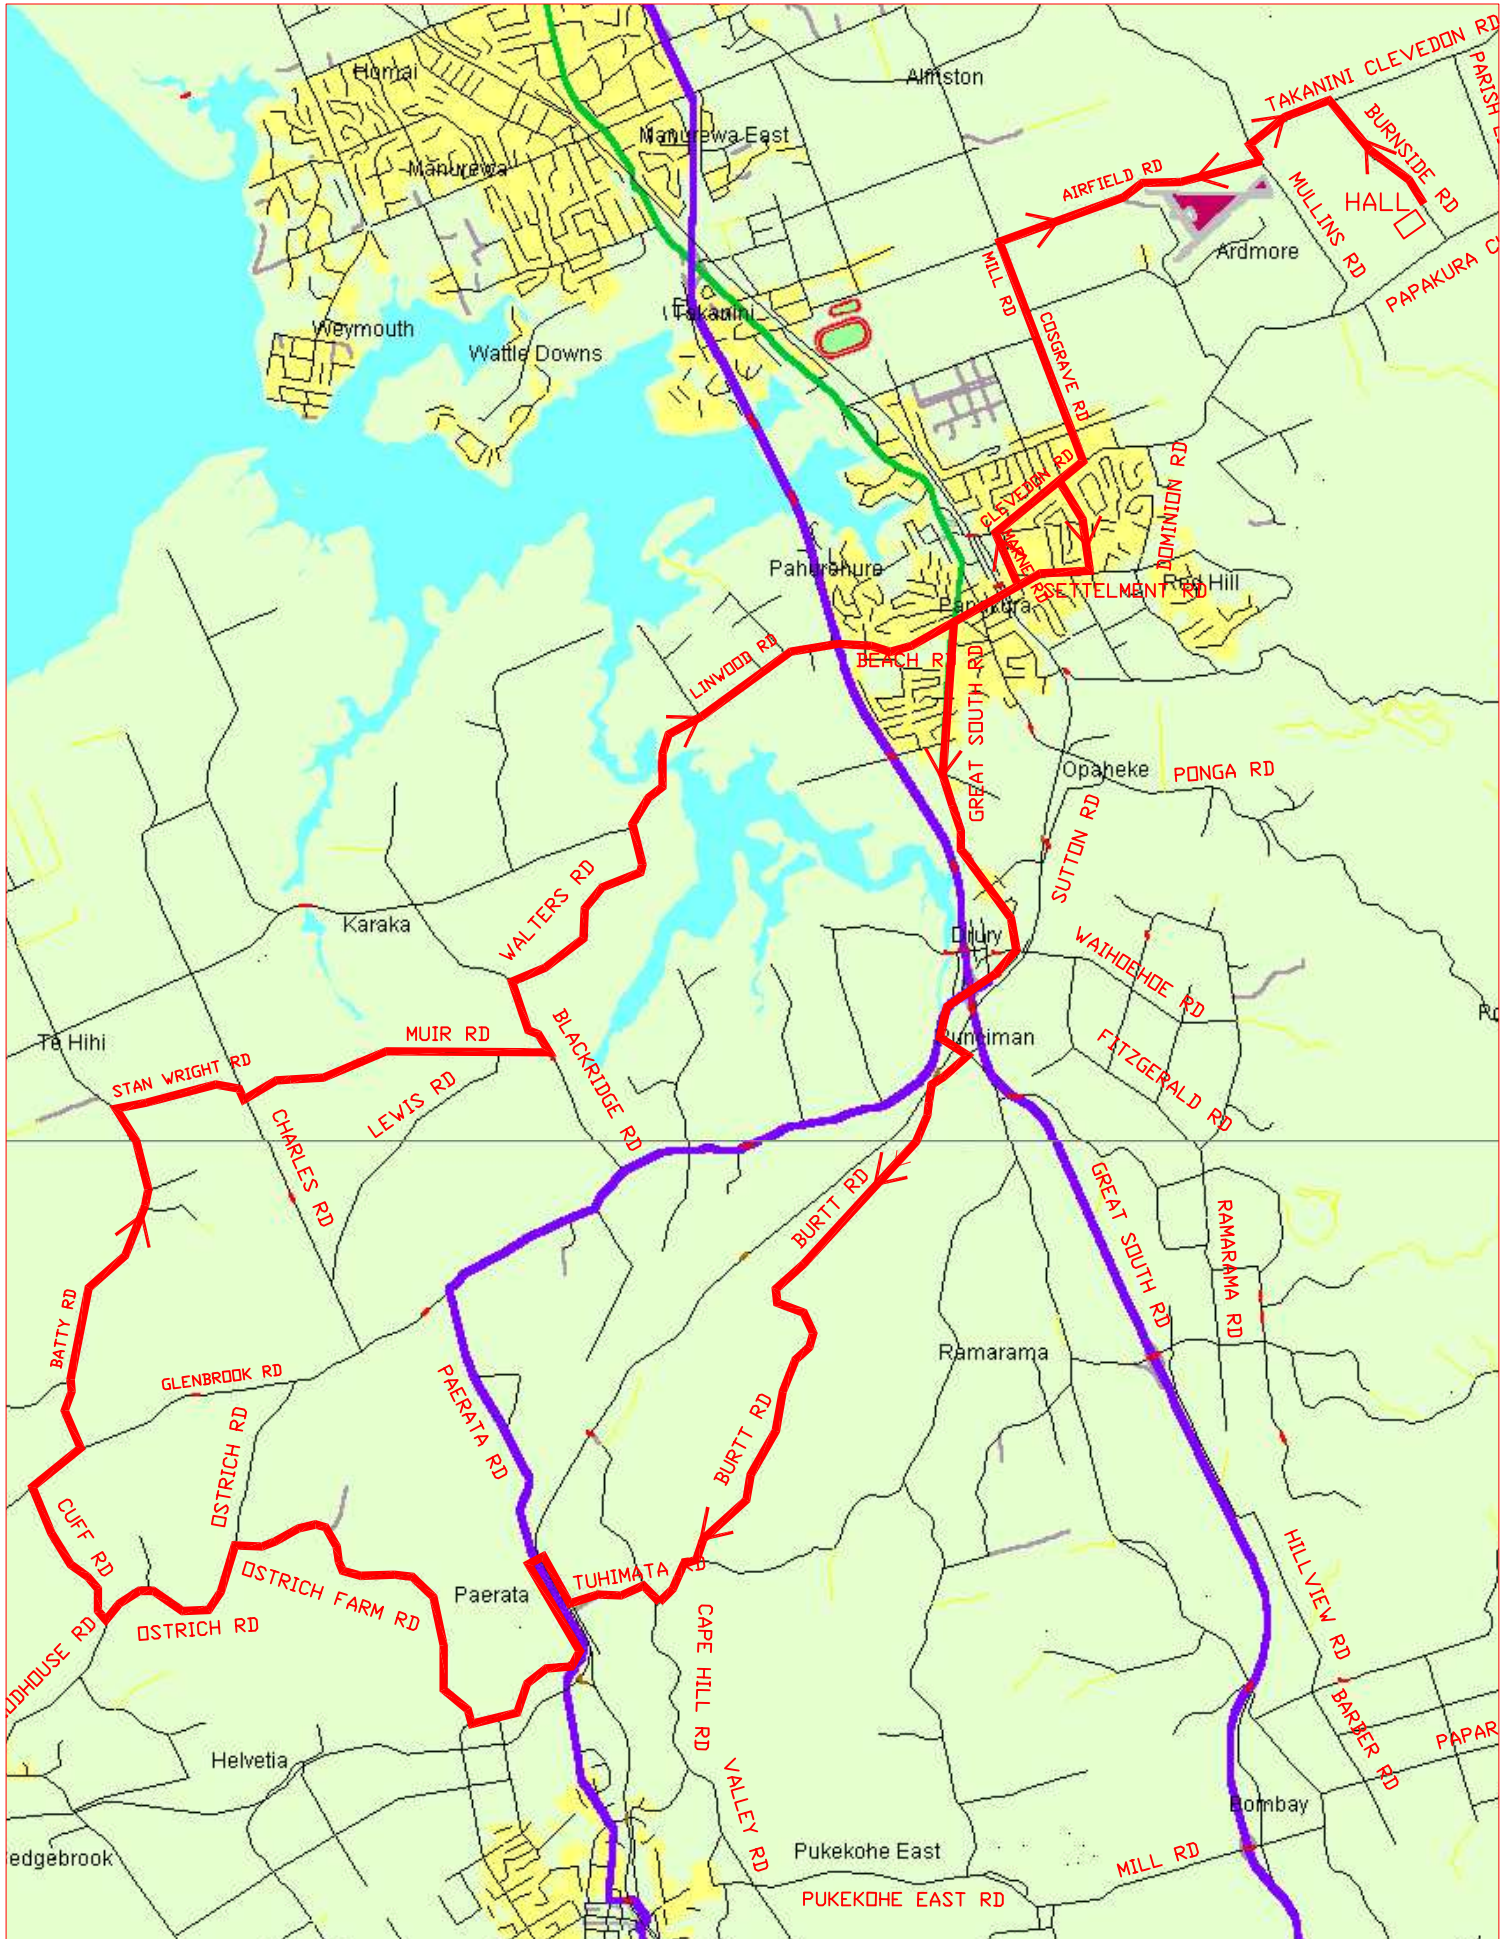 TAKANINI CLEVEDON RD
Homai
Alfriston
PARISH
Manurewa East
BURNSIDE RD
Manurewa
AIRFIELD RD
MULLINS RD
HALL
Ardmore
MILL RD
PAPAKURA C
Takanini
Weymouth
Wattle Downs
COSGRAVE RD
CLEVEDON RD
DOMINION RD
MARNE RD
Pahurehure
Red Hill
SETTELMENT RD
Papakura
LINWOOD RD
BEACH R
GREAT SOUTH RD
Opaheke
PONGA RD
SUTTON RD
WALTERS RD
Karaka
Drury
WAIHOEHOE RD
Te Hihi
MUIR RD
BLACKRIDGE RD
Runciman
STAN WRIGHT RD
FITZGERALD RD
LEWIS RD
CHARLES RD
BURTT RD
GREAT SOUTH RD
RAMARAMA RD
BATTY RD
Ramarama
GLENBROOK RD
PAERATA RD
BURTT RD
OSTRICH RD
CUFF RD
HILLVIEW RD
OSTRICH FARM RD
Paerata
TUHIMATA RD
OSTRICH RD
ODHOUSE RD
CAPE HILL RD
BARBER RD
PAPAR
Helvetia
VALLEY RD
Bombay
edgebrook
Pukekohe East
MILL RD
PUKEKOHE EAST RD